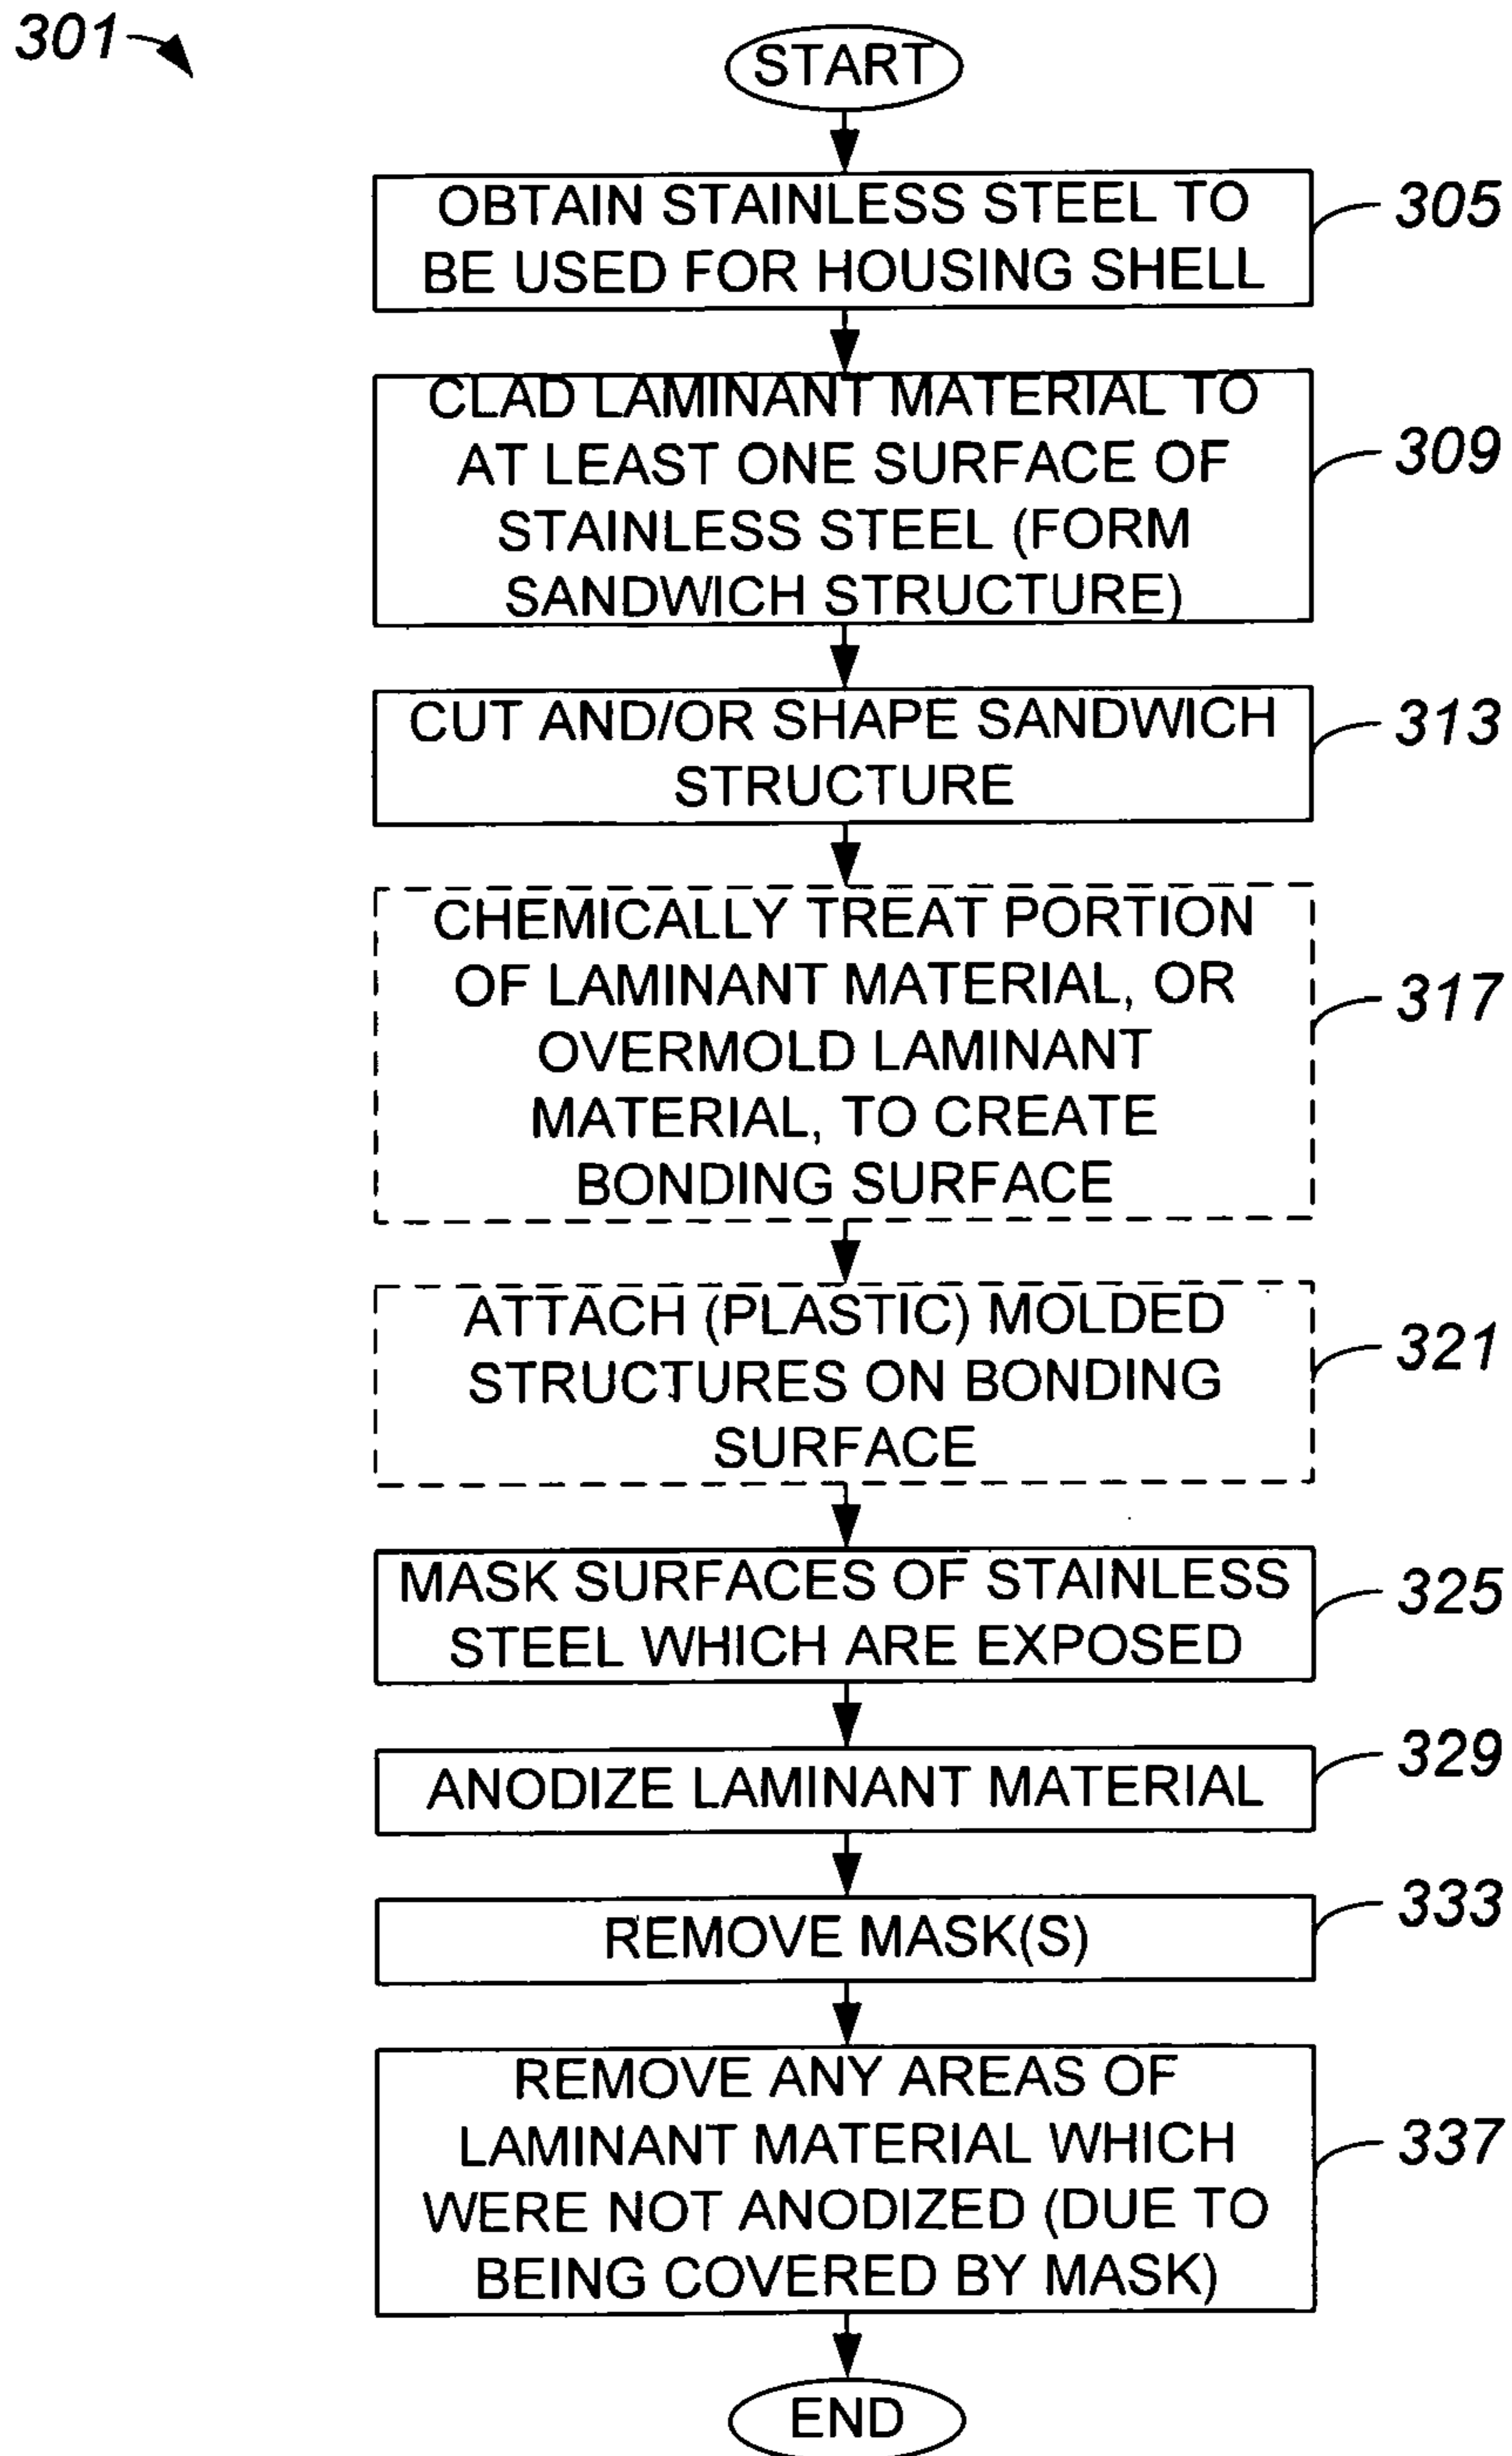 301
START
OBTAIN STAINLESS STEEL TO
BE USED FOR HOUSING SHELL
305
CLAD LAMINANT MATERIAL TO
AT LEAST ONE SURFACE OF
STAINLESS STEEL (FORM
SANDWICH STRUCTURE)
309
CUT AND/OR SHAPE SANDWICH
STRUCTURE
313
CHEMICALLY TREAT PORTION
OF LAMINANT MATERIAL, OR
OVERMOLD LAMINANT
MATERIAL, TO CREATE
BONDING SURFACE
317
ATTACH (PLASTIC) MOLDED
STRUCTURES ON BONDING
SURFACE
321
MASK SURFACES OF STAINLESS
STEEL WHICH ARE EXPOSED
325
ANODIZE LAMINANT MATERIAL
329
REMOVE MASK(S)
333
REMOVE ANY AREAS OF
LAMINANT MATERIAL WHICH
WERE NOT ANODIZED (DUE TO
BEING COVERED BY MASK)
337
END